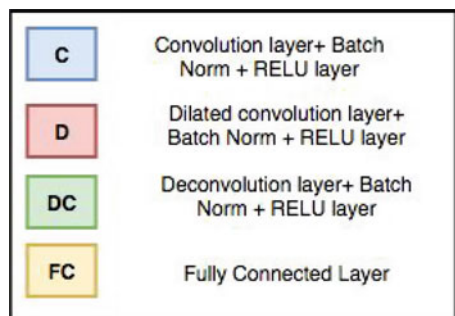 C
Convolution layer+ Batch
Norm + RELU layer
D
Dilated convolution layer+
Batch Norm + RELU layer
DC
Deconvolution layer+ Batch
Norm + RELU layer
FC
Fully Connected Layer